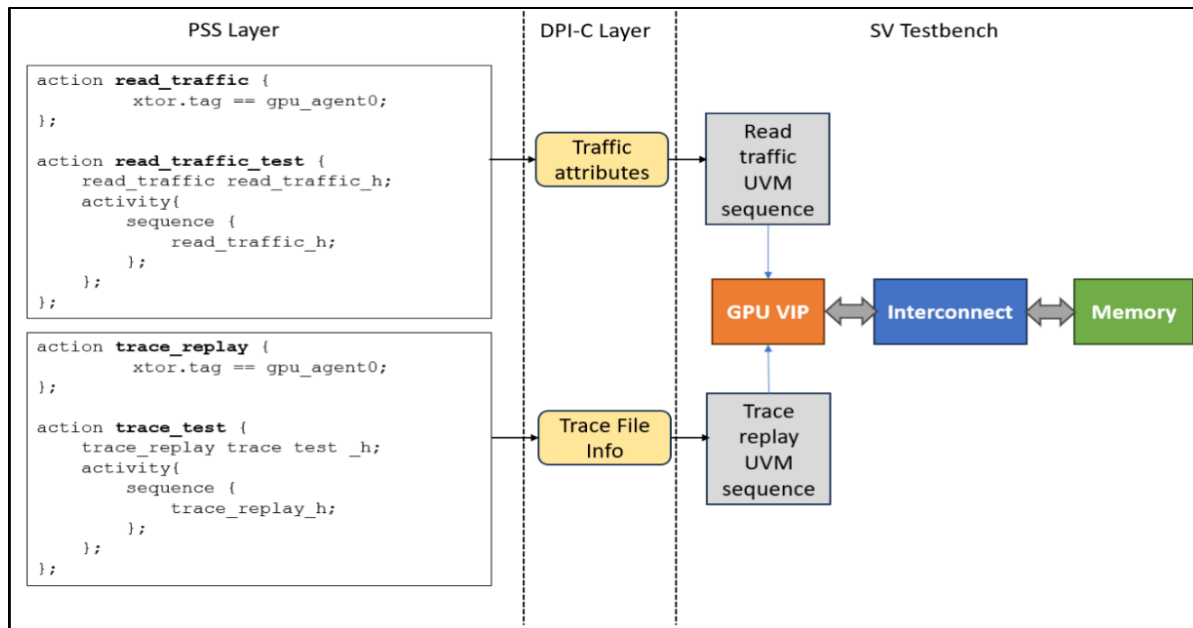 PSS Layer
DPI-C Layer
SV Testbench
action read_traffic {
xtor.tag == gpu_agent0;
};
action read_traffic_test {
read_traffic read_traffic_h;
activity{
sequence {
read_traffic_h;
};
};
};
Traffic
attributes
Read
traffic
UVM
sequence
GPU VIP
Interconnect
Memory
action trace_replay {
xtor.tag == gpu_agent0;
};
action trace_test {
trace_replay trace test _h;
activity{
sequence {
trace_replay_h;
};
};
};
Trace File
Info
Trace
replay
UVM
sequence